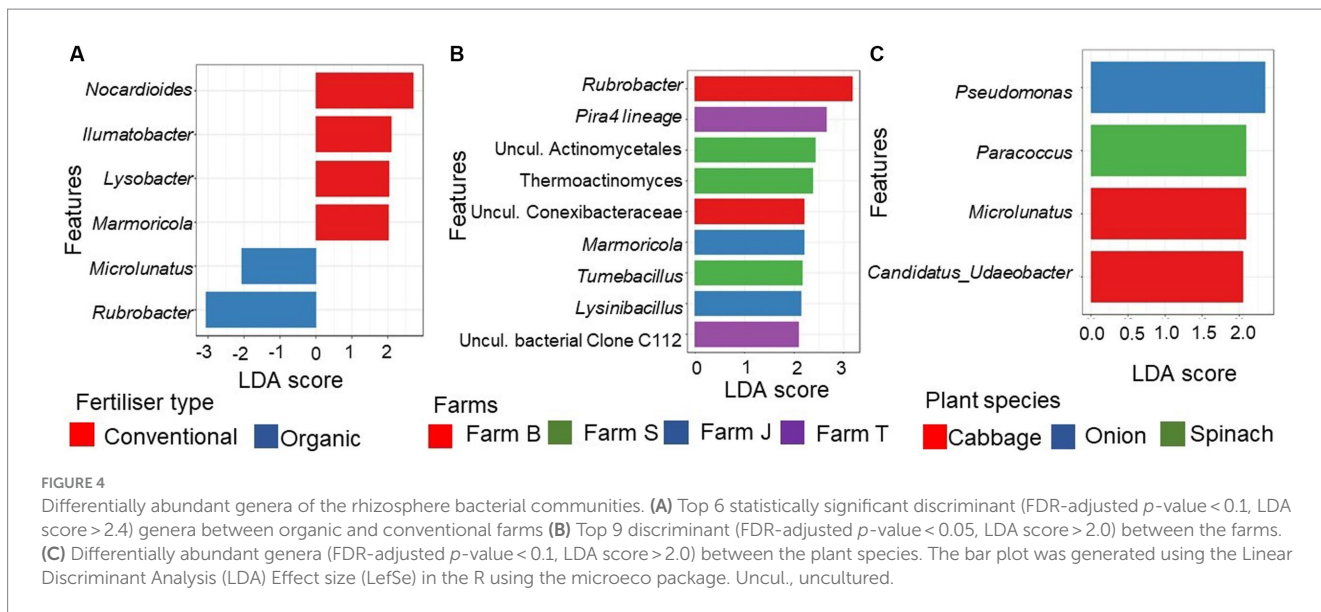 A
Nocardioides
Ilumatobacter
Lysobacter
Marmoricola
Microlunatus
Rubrobacter
Features
-3 -2 -1 0 1 2
LDA score
Fertiliser type
Conventional Organic
B
Rubrobacter
Pira4 lineage
Uncul. Actinomycetales
Thermoactinomyces
Uncul. Conexibacteraceae
Marmoricola
Tumebacillus
Lysinibacillus
Uncul. bacterial Clone C112
Features
0 1 2 3
LDA score
Farms
Farm B Farm S Farm J Farm T
C
Pseudomonas
Paracoccus
Microlunatus
Candidatus_Udaeobacter
Features
0.0 0.5 1.0 1.5 2.0
LDA score
Plant species
Cabbage Onion Spinach
FIGURE 4
Differentially abundant genera of the rhizosphere bacterial communities. (A) Top 6 statistically significant discriminant (FDR-adjusted p-value < 0.1, LDA
score > 2.4) genera between organic and conventional farms (B) Top 9 discriminant (FDR-adjusted p-value < 0.05, LDA score > 2.0) between the farms.
(C) Differentially abundant genera (FDR-adjusted p-value < 0.1, LDA score > 2.0) between the plant species. The bar plot was generated using the Linear
Discriminant Analysis (LDA) Effect size (LefSe) in the R using the microeco package. Uncul., uncultured.